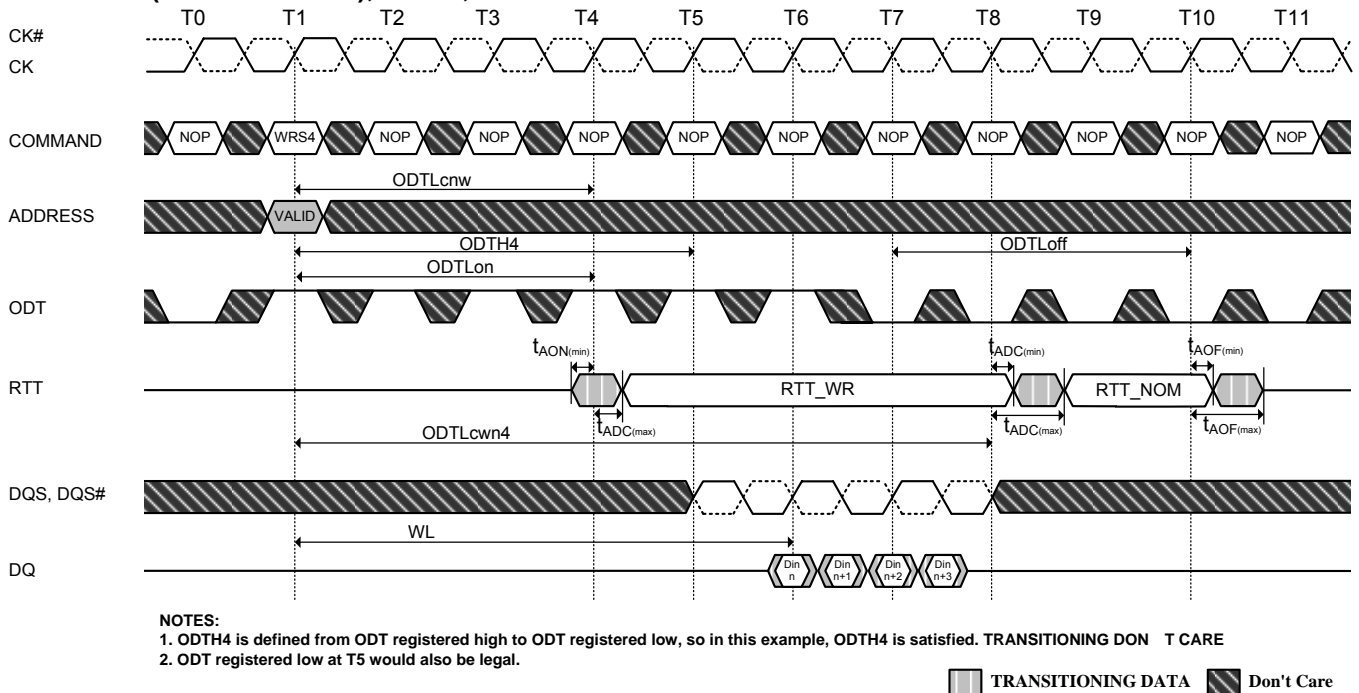 T0 T1 T2 T3 T4 T5 T6 T7 T8 T9 T10 T11
CK#
CK
COMMAND NOP WRS4 NOP NOP NOP NOP NOP NOP NOP NOP NOP NOP
ODTLcnw
ADDRESS VALID
ODTH4 ODTLoff
ODTLon
ODT
tAON(min) tADC(min) tAOF(min)
RTT RTT_WR RTT_NOM
tADC(max) tADC(max) tAOF(max)
ODTLcwn4
DQS, DQS#
WL
DQ Din n Din n+1 Din n+2 Din n+3
NOTES:
1. ODTH4 is defined from ODT registered high to ODT registered low, so in this example, ODTH4 is satisfied. TRANSITIONING DON T CARE
2. ODT registered low at T5 would also be legal.
TRANSITIONING DATA Don't Care